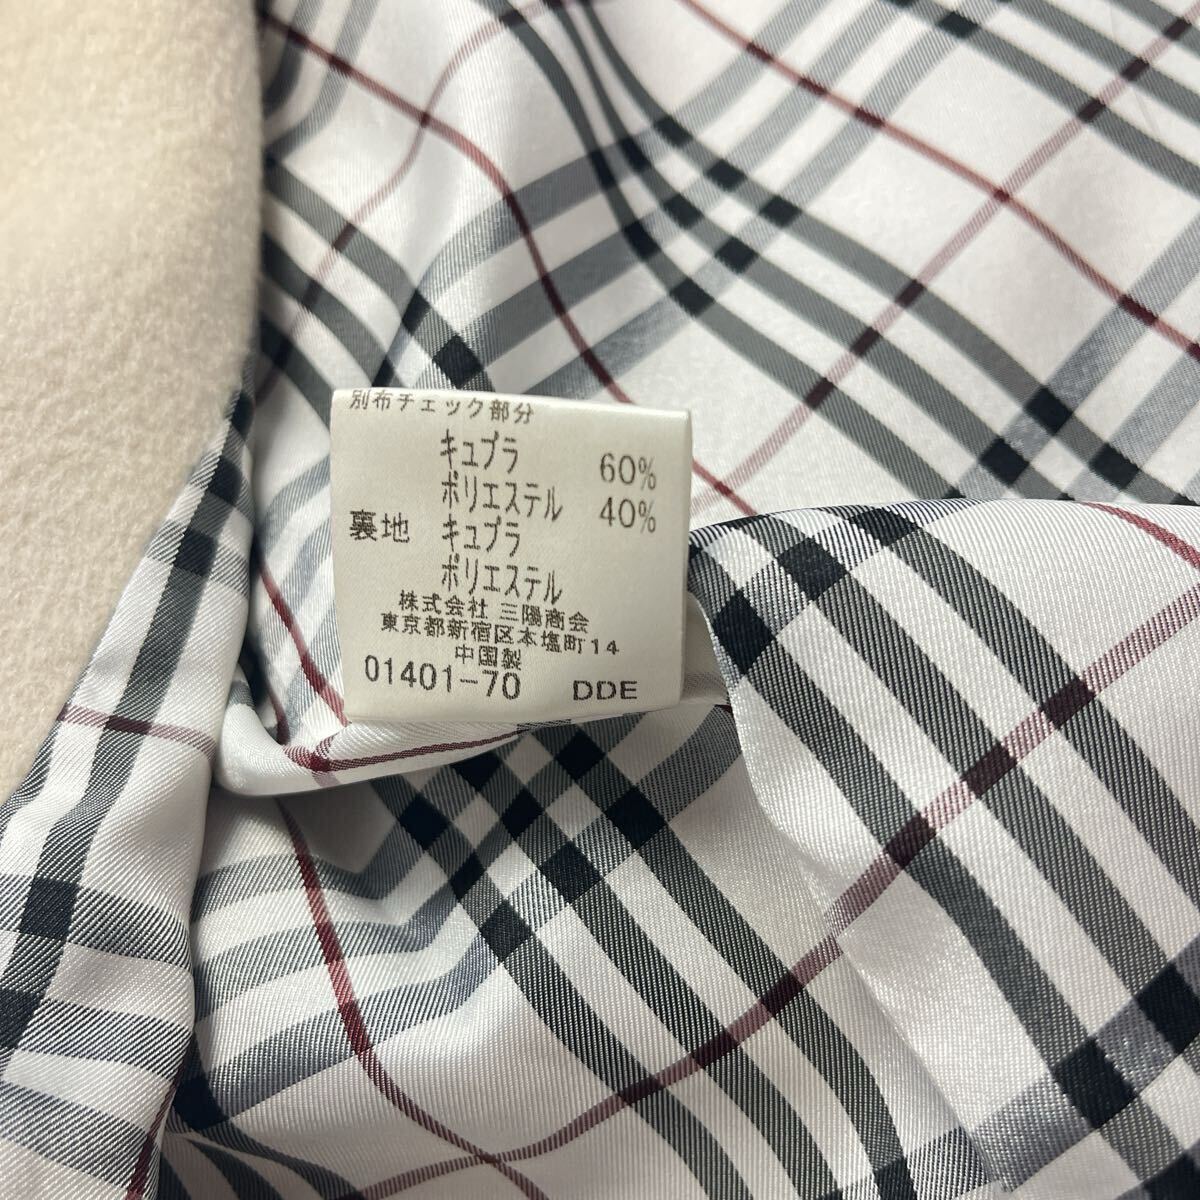 別布チェック部分
キュプラ 60%
ポリエステル 40%
裏地 キュプラ
ポリエステル
株式会社 三陽商会
東京都新宿区本塩町14
中国製
01401-70 DDE